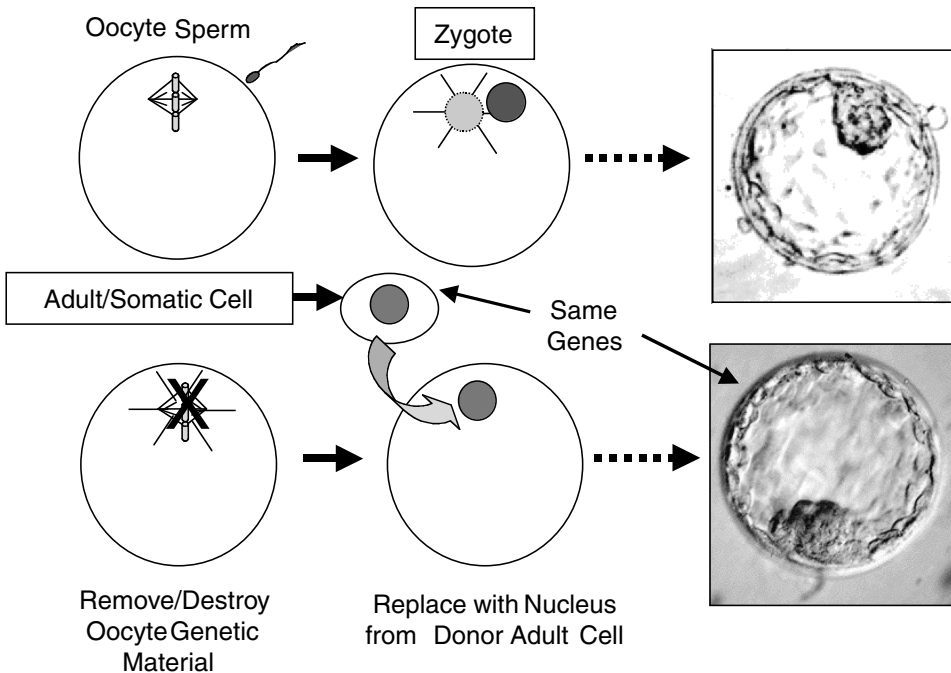 Oocyte Sperm
Zygote
Adult/Somatic Cell
Same
Genes
Remove/Destroy
Oocyte Genetic
Material
Replace with Nucleus
from Donor Adult Cell